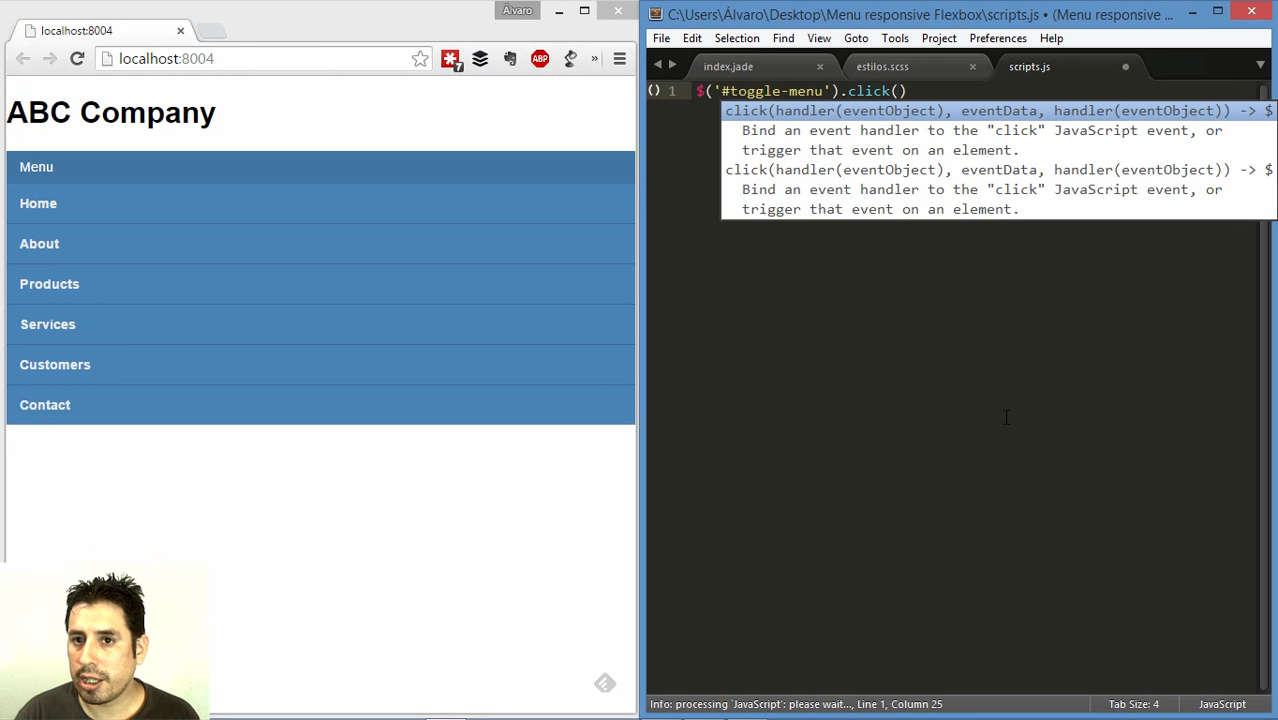 Alvaro
localhost:8004
localhost:8004
7
ABP
»
ABC Company
Menu
Home
About
Products
Services
Customers
Contact
C:\Users\Álvaro\Desktop\Menu responsive Flexbox\scripts.js • (Menu responsive ...
File Edit Selection Find View Goto Tools Project Preferences Help
index.jade estilos.scss scripts.js
() 1 $('#toggle-menu').click()
click(handler(eventObject), eventData, handler(eventObject)) -> $
Bind an event handler to the "click" JavaScript event, or
trigger that event on an element.
click(handler(eventObject), eventData, handler(eventObject)) -> $
Bind an event handler to the "click" JavaScript event, or
trigger that event on an element.
Info: processing `JavaScript`: please wait..., Line 1, Column 25 Tab Size: 4 JavaScript